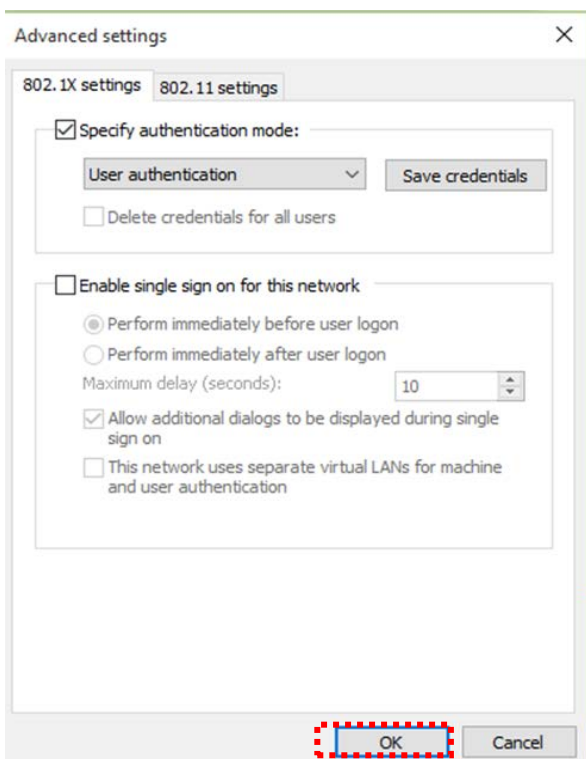 Advanced settings
802.1X settings
802.11 settings
Specify authentication mode:
User authentication
Save credentials
Delete credentials for all users
Enable single sign on for this network
Perform immediately before user logon
Perform immediately after user logon
Maximum delay (seconds):
10
Allow additional dialogs to be displayed during single
sign on
This network uses separate virtual LANs for machine
and user authentication
OK
Cancel